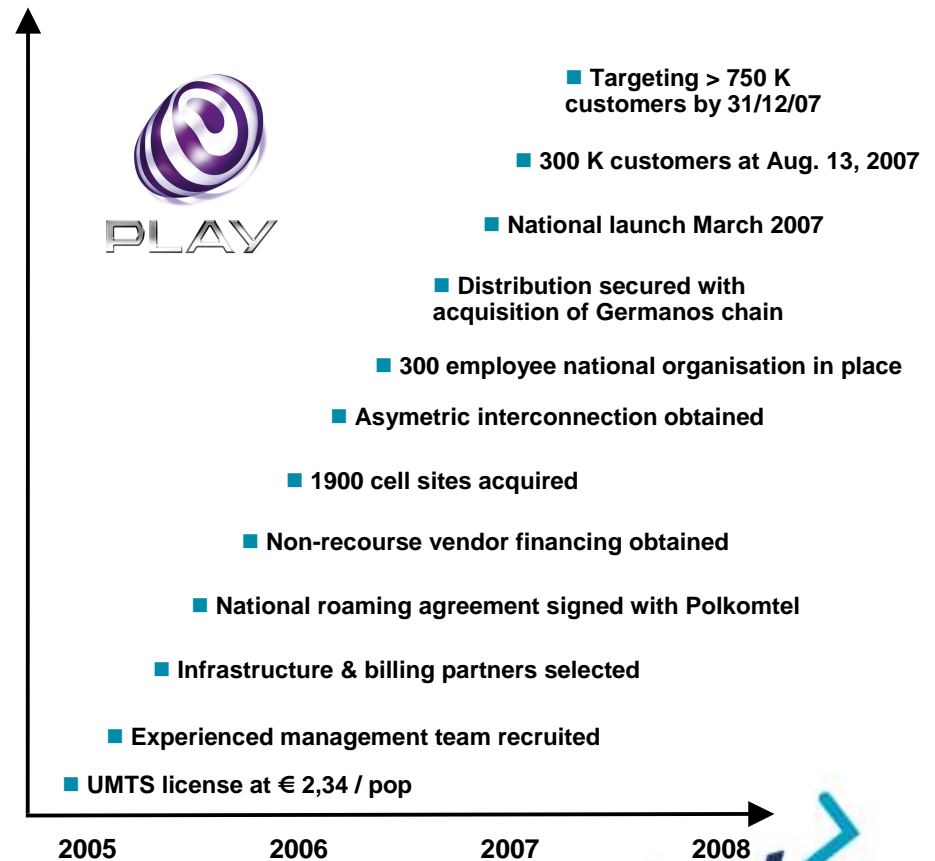 Targeting > 750 K
customers by 31/12/07
300 K customers at Aug. 13, 2007
PLAY
National launch March 2007
Distribution secured with
acquisition of Germanos chain
300 employee national organisation in place
Asymetric interconnection obtained
1900 cell sites acquired
Non-recourse vendor financing obtained
National roaming agreement signed with Polkomtel
Infrastructure & billing partners selected
Experienced management team recruited
UMTS license at € 2,34 / pop
2005 2006 2007 2008